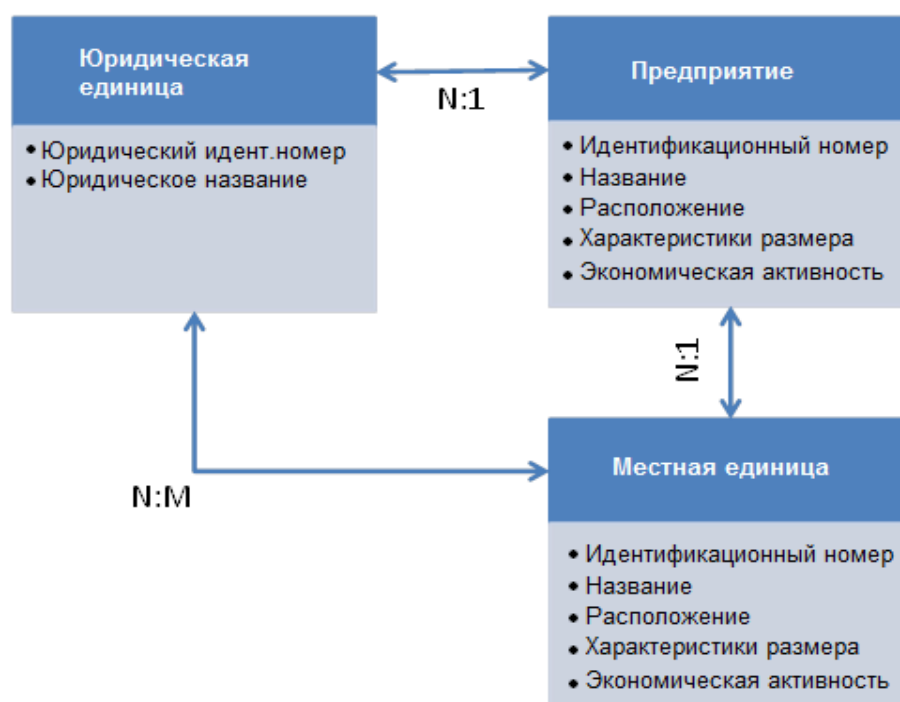 Юридическая
единица
• Юридический идент.номер
• Юридическое название
N:1
Предприятие
• Идентификационный номер
• Название
• Расположение
• Характеристики размера
• Экономическая активность
N:1
N:M
Местная единица
• Идентификационный номер
• Название
• Расположение
• Характеристики размера
• Экономическая активность